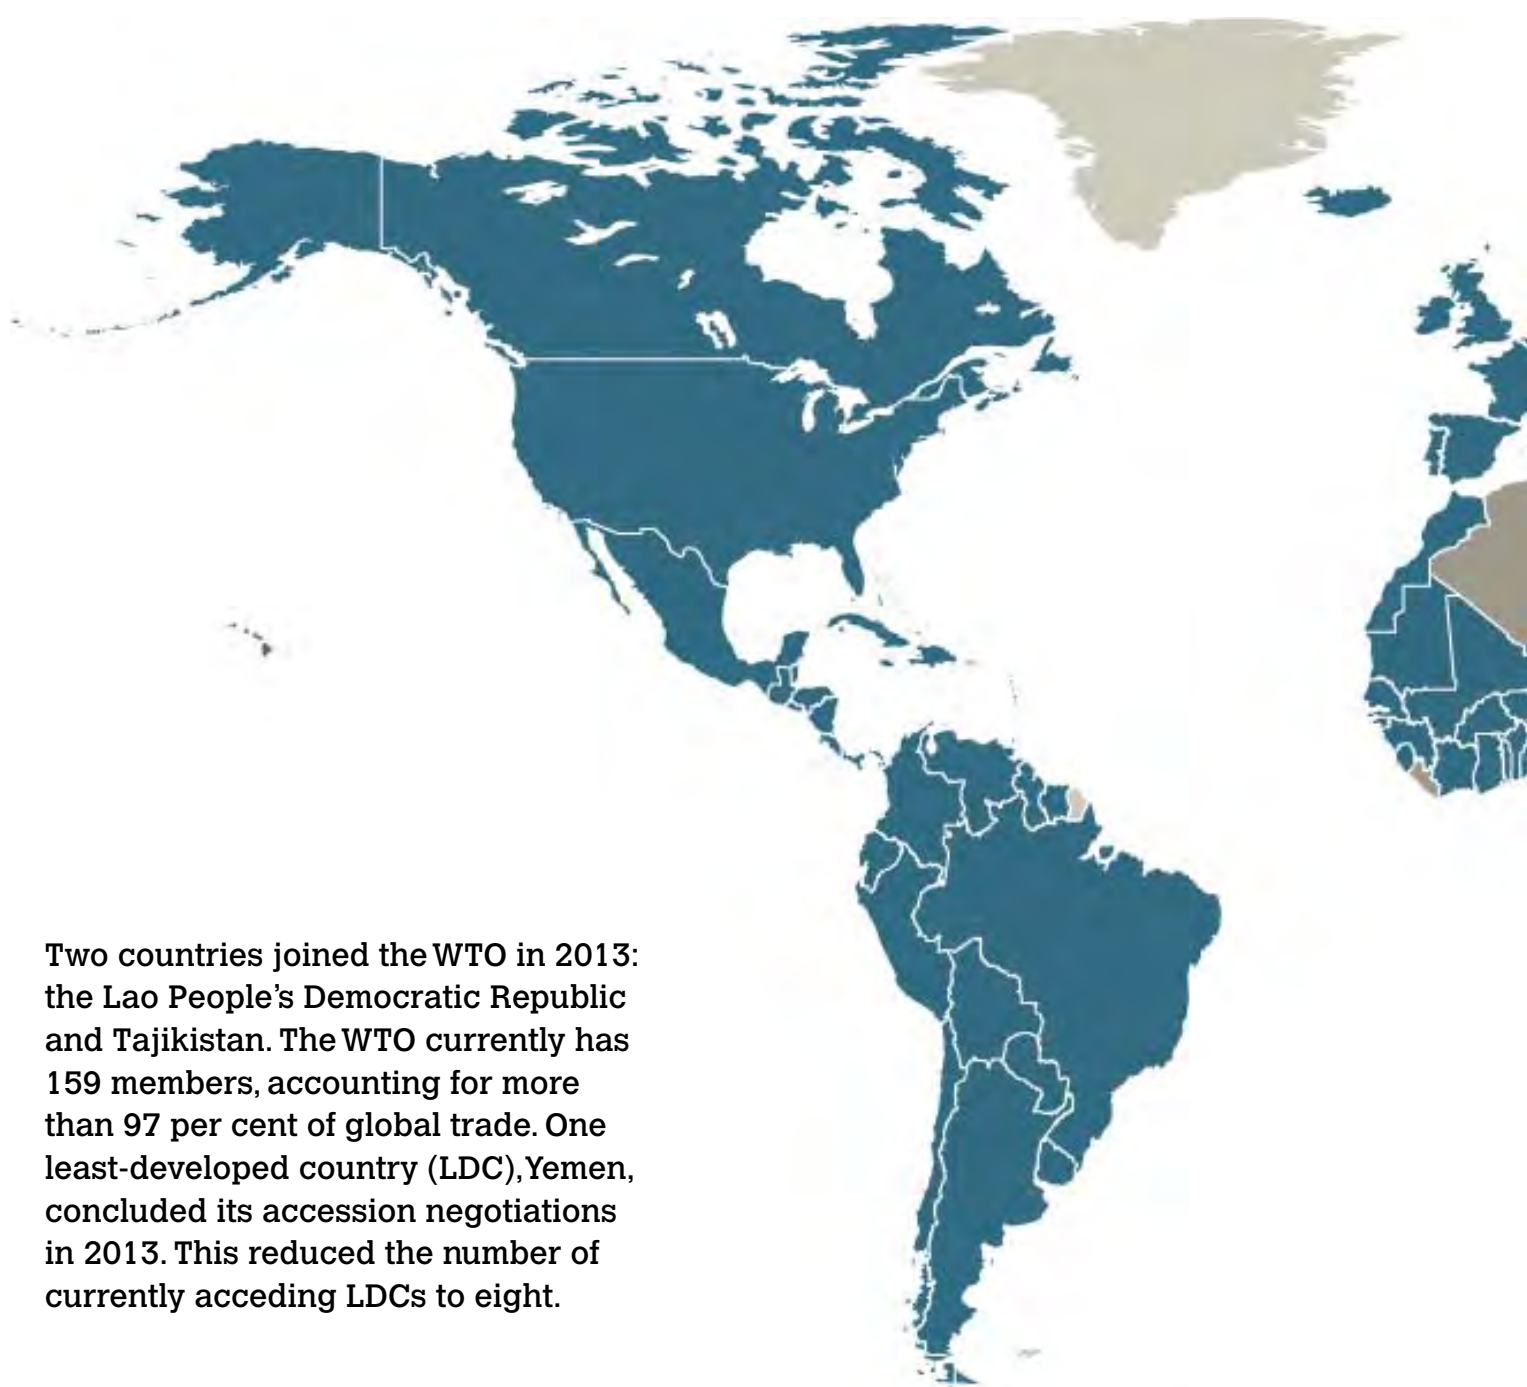 Two countries joined the WTO in 2013:
the Lao People's Democratic Republic
and Tajikistan. The WTO currently has
159 members, accounting for more
than 97 per cent of global trade. One
least-developed country (LDC), Yemen,
concluded its accession negotiations
in 2013. This reduced the number of
currently acceding LDCs to eight.